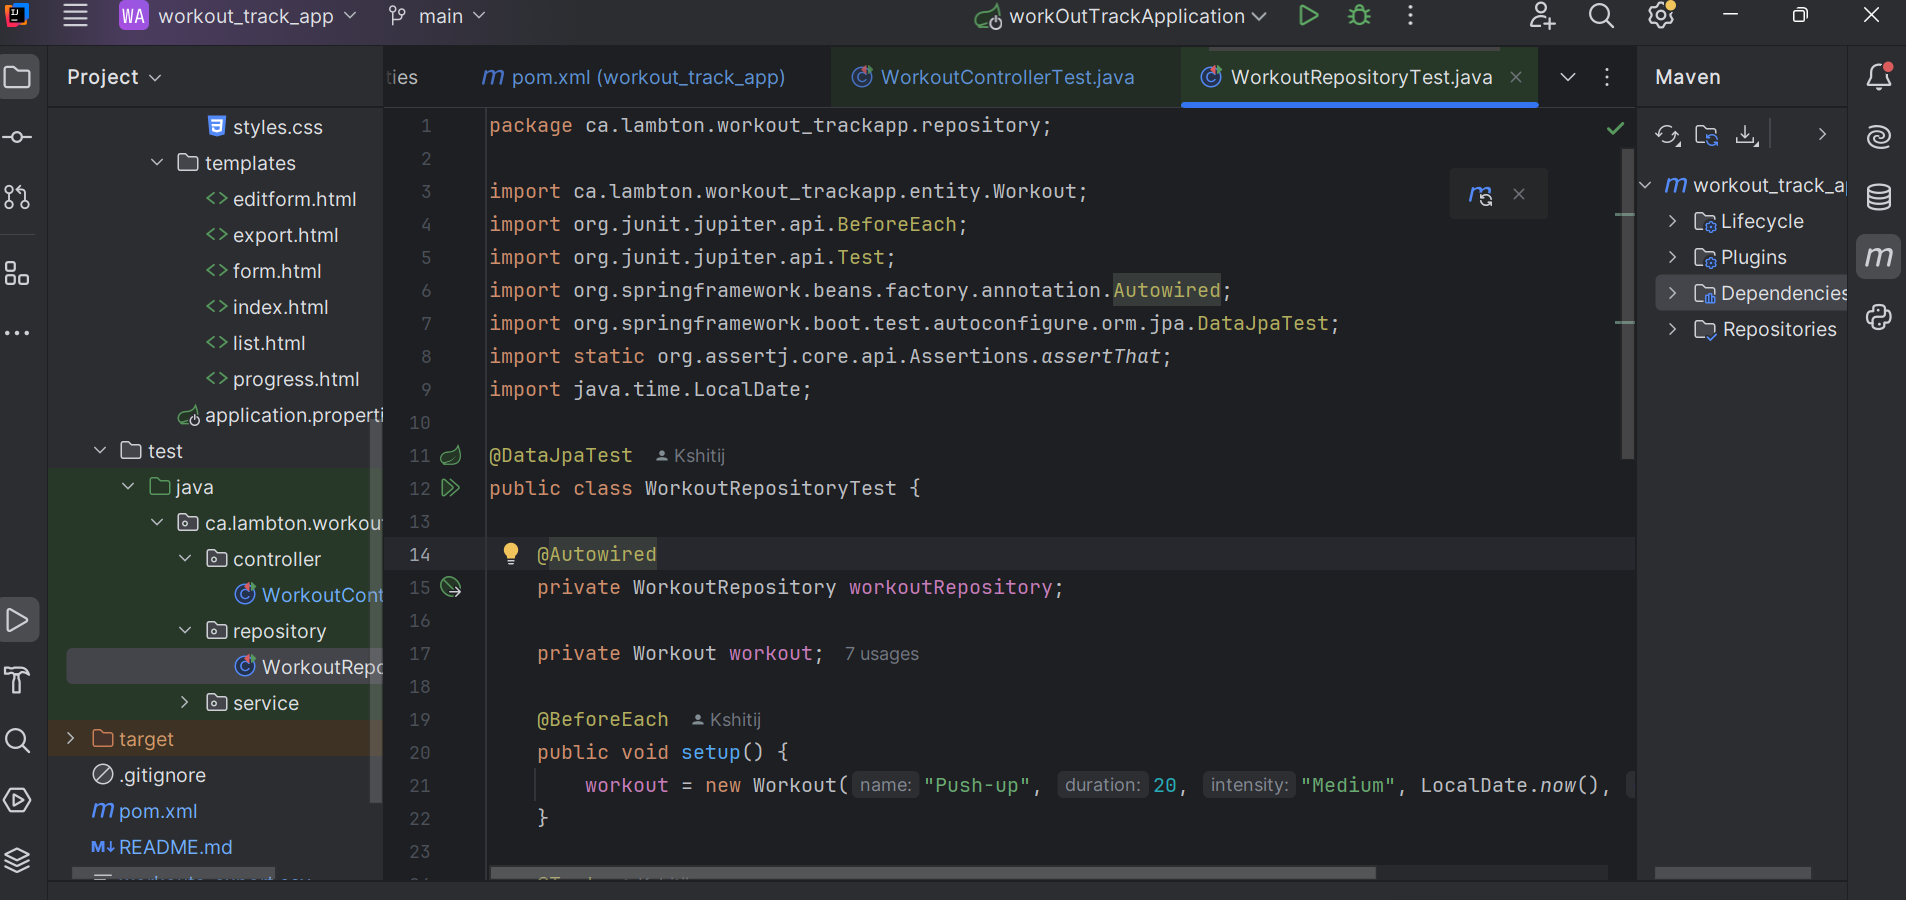 WA workout_track_app main workOutTrackApplication
Project
styles.css
templates
editform.html
export.html
form.html
index.html
list.html
progress.html
application.properti
test
java
ca.lambton.workou
controller
WorkoutCont
repository
WorkoutRepo
service
target
.gitignore
m pom.xml
M↓ README.md
ties m pom.xml (workout_track_app) WorkoutControllerTest.java WorkoutRepositoryTest.java
1 package ca.lambton.workout_trackapp.repository;
2
3 import ca.lambton.workout_trackapp.entity.Workout;
4 import org.junit.jupiter.api.BeforeEach;
5 import org.junit.jupiter.api.Test;
6 import org.springframework.beans.factory.annotation.Autowired;
7 import org.springframework.boot.test.autoconfigure.orm.jpa.DataJpaTest;
8 import static org.assertj.core.api.Assertions.assertThat;
9 import java.time.LocalDate;
10
11 @DataJpaTest Kshitij
12 public class WorkoutRepositoryTest {
13
14 @Autowired
15 private WorkoutRepository workoutRepository;
16
17 private Workout workout; 7 usages
18
19 @BeforeEach Kshitij
20 public void setup() {
21 workout = new Workout( name: "Push-up", duration: 20, intensity: "Medium", LocalDate.now(),
22 }
23
Maven
m workout_track_a
Lifecycle
Plugins
Dependencies
Repositories